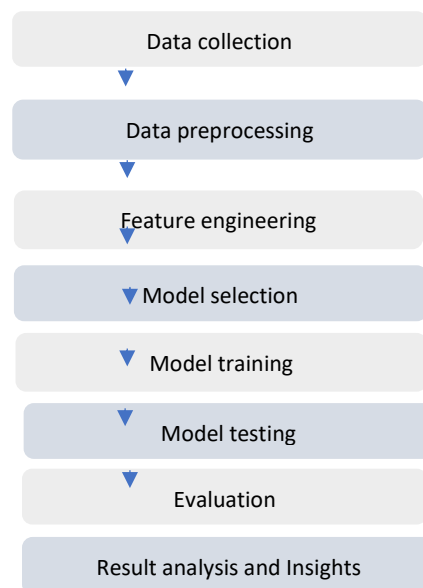 Data collection
Data preprocessing
Feature engineering
Model selection
Model training
Model testing
Evaluation
Result analysis and Insights